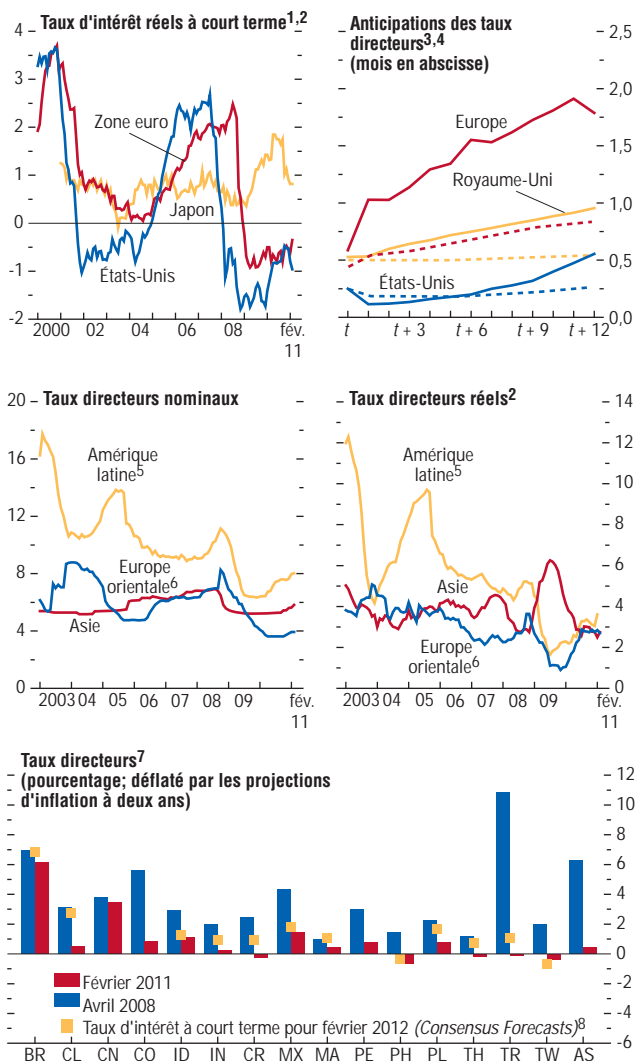 Taux d'intérêt réels à court terme1,2
4
3
2
1
0
-1
-2
Zone euro
Japon
États-Unis
2000 02 04 06 08 fév.
11
Anticipations des taux
directeurs3,4
(mois en abscisse)
2,5
2,0
1,5
1,0
0,5
0,0
Europe
Royaume-Uni
États-Unis
t t + 3 t + 6 t + 9 t + 12
Taux directeurs nominaux
20
16
12
8
4
0
Amérique
latine5
Europe
orientale6
Asie
2003 04 05 06 07 08 09 fév.
11
Taux directeurs réels2
14
12
10
8
6
4
2
0
Amérique
latine5
Asie
Europe
orientale6
2003 04 05 06 07 08 09 fév.
11
Taux directeurs7
(pourcentage; déflaté par les projections
d'inflation à deux ans)
12
10
8
6
4
2
0
-2
-4
-6
Février 2011
Avril 2008
Taux d'intérêt à court terme pour février 2012 (Consensus Forecasts)8
BR CL CN CO ID IN CR MX MA PE PH PL TH TR TW AS